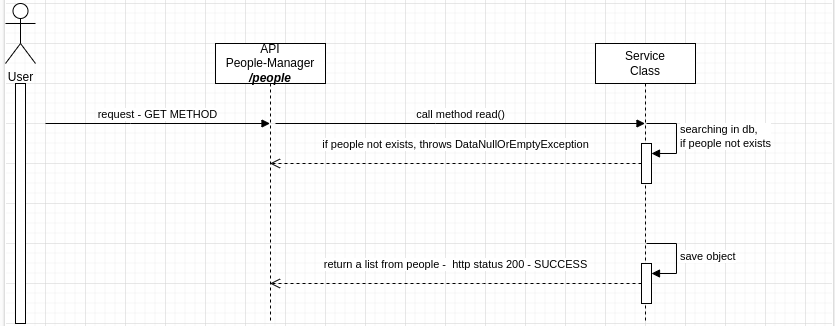 User
API
People-Manager
/people
Service
Class
request - GET METHOD
call method read()
searching in db,
if people not exists
if people not exists, throws DataNullOrEmptyException
save object
return a list from people -  http status 200 - SUCCESS